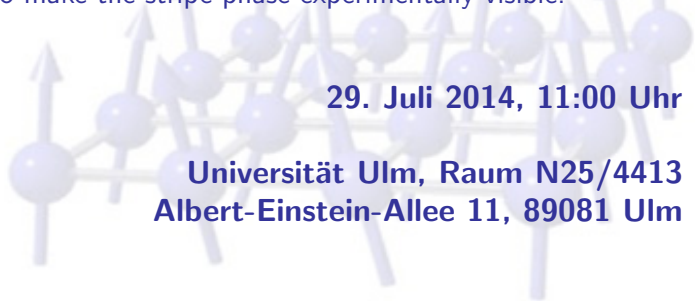 o make the stripe phase experimentally visible.
29. Juli 2014, 11:00 Uhr
Universität Ulm, Raum N25/4413
Albert-Einstein-Allee 11, 89081 Ulm